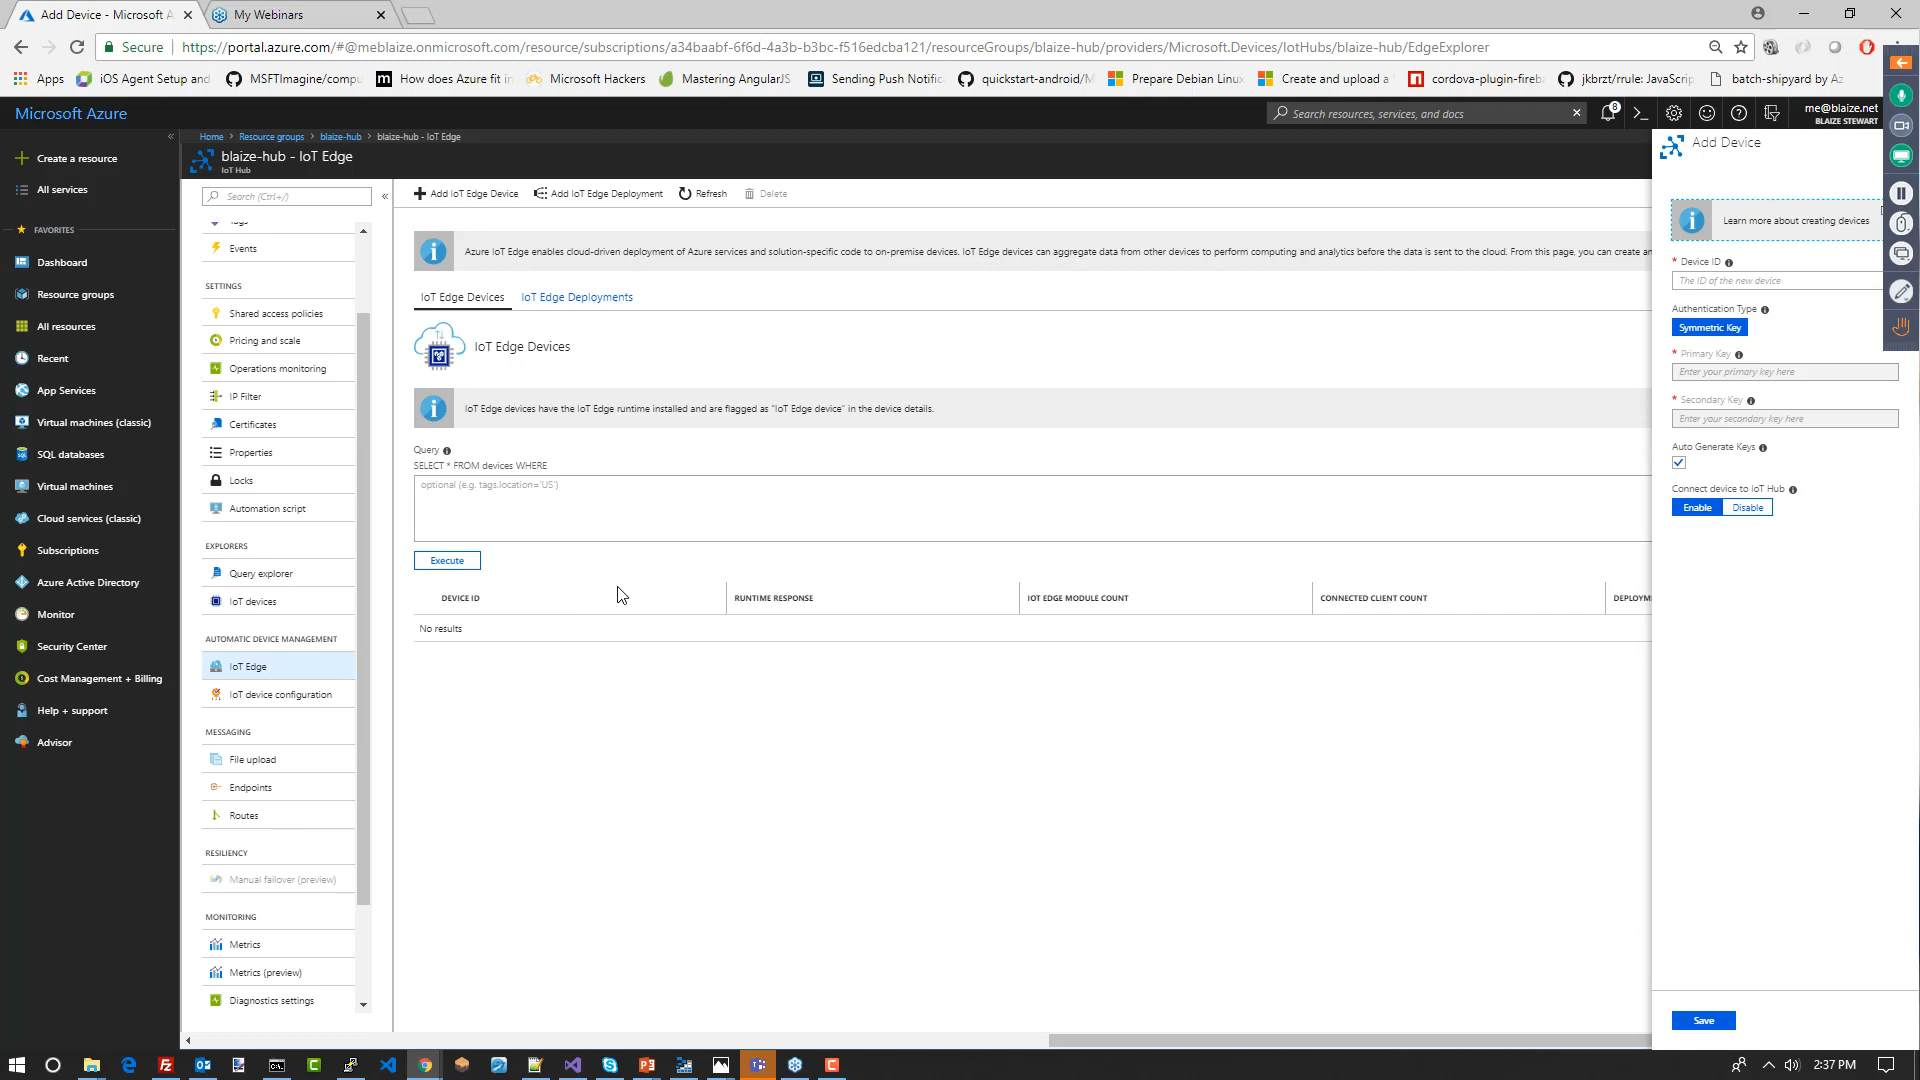 Add Device - Microsoft A
My Webinars
Secure
https://portal.azure.com/#@meblaize.onmicrosoft.com/resource/subscriptions/a34baabf-6f6d-4a3b-b3bc-f516edcba121/resourceGroups/blaize-hub/providers/Microsoft.Devices/IotHubs/blaize-hub/EdgeExplorer
Apps
iOS Agent Setup and
MSFTImagine/compu
How does Azure fit in
Microsoft Hackers
Mastering AngularJS
Sending Push Notific
quickstart-android/M
Prepare Debian Linux
Create and upload a
cordova-plugin-fireb
jkbrzt/rrule: JavaScrip
batch-shipyard by Az
Microsoft Azure
Search resources, services, and docs
8
me@blaize.net
BLAIZE STEWART
Home > Resource groups > blaize-hub > blaize-hub - IoT Edge
blaize-hub - IoT Edge
IoT Hub
Create a resource
All services
FAVORITES
Dashboard
Resource groups
All resources
Recent
App Services
Virtual machines (classic)
SQL databases
Virtual machines
Cloud services (classic)
Subscriptions
Azure Active Directory
Monitor
Security Center
Cost Management + Billing
Help + support
Advisor
Search (Ctrl+/)
Tags
Events
SETTINGS
Shared access policies
Pricing and scale
Operations monitoring
IP Filter
Certificates
Properties
Locks
Automation script
EXPLORERS
Query explorer
IoT devices
AUTOMATIC DEVICE MANAGEMENT
IoT Edge
IoT device configuration
MESSAGING
File upload
Endpoints
Routes
RESILIENCY
Manual failover (preview)
MONITORING
Metrics
Metrics (preview)
Diagnostics settings
Add IoT Edge Device
Add IoT Edge Deployment
Refresh
Delete
Azure IoT Edge enables cloud-driven deployment of Azure services and solution-specific code to on-premise devices. IoT Edge devices can aggregate data from other devices to perform computing and analytics before the data is sent to the cloud. From this page, you can create an
IoT Edge Devices
IoT Edge Deployments
IoT Edge Devices
IoT Edge devices have the IoT Edge runtime installed and are flagged as "IoT Edge device" in the device details.
Query
SELECT * FROM devices WHERE
optional (e.g. tags.location='US')
Execute
DEVICE ID
RUNTIME RESPONSE
IOT EDGE MODULE COUNT
CONNECTED CLIENT COUNT
DEPLOYM
No results
Add Device
Learn more about creating devices
* Device ID
The ID of the new device
Authentication Type
Symmetric Key
* Primary Key
Enter your primary key here
* Secondary Key
Enter your secondary key here
Auto Generate Keys
Connect device to IoT Hub
Enable
Disable
Save
2:37 PM